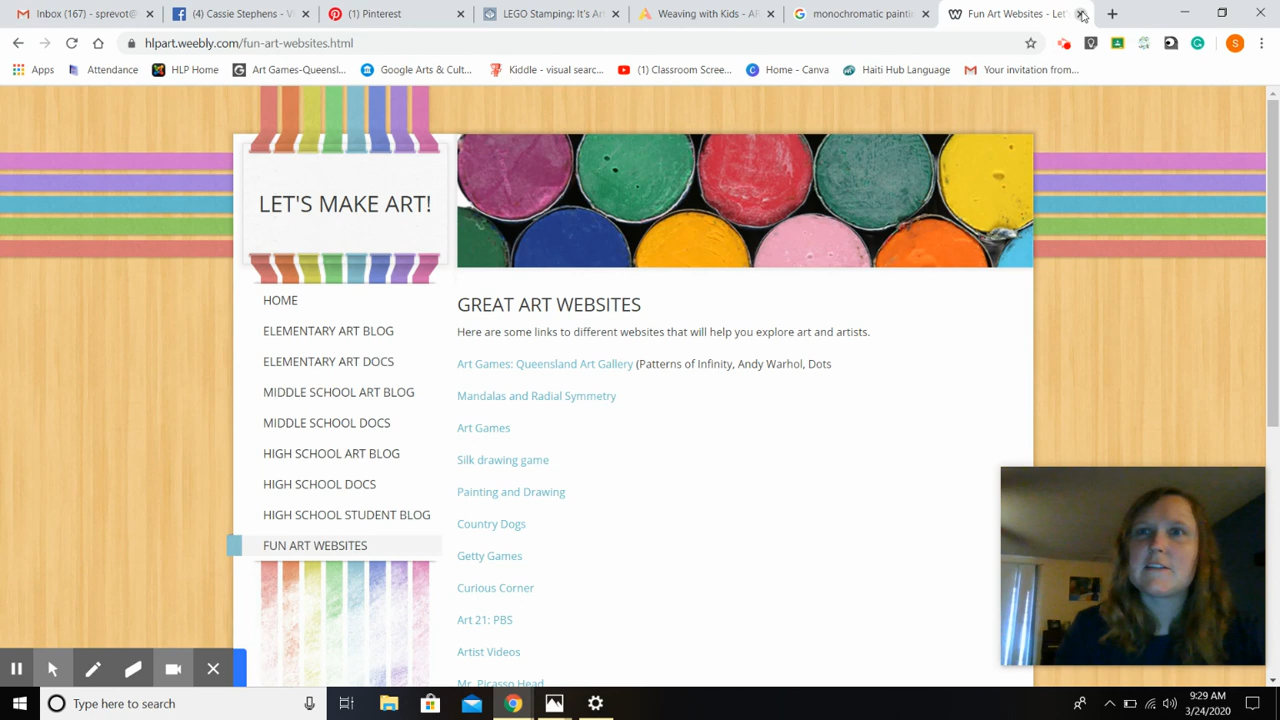 Inbox (167) - sprevot@
(4) Cassie Stephens - V
(1) Pinterest
LEGO Stamping: It's A
Weaving with Kids - AR
monochromatic painti
Fun Art Websites - Let'
hlpart.weebly.com/fun-art-websites.html
S
Apps
Attendance
HLP Home
Art Games-Queensl...
Google Arts & Cult...
Kiddle - visual searc...
(1) Classroom Scree...
Home - Canva
Haiti Hub Language
Your invitation from...
LET'S MAKE ART!
HOME
ELEMENTARY ART BLOG
ELEMENTARY ART DOCS
MIDDLE SCHOOL ART BLOG
MIDDLE SCHOOL DOCS
HIGH SCHOOL ART BLOG
HIGH SCHOOL DOCS
HIGH SCHOOL STUDENT BLOG
FUN ART WEBSITES
GREAT ART WEBSITES
Here are some links to different websites that will help you explore art and artists.
Art Games: Queensland Art Gallery (Patterns of Infinity, Andy Warhol, Dots
Mandalas and Radial Symmetry
Art Games
Silk drawing game
Painting and Drawing
Country Dogs
Getty Games
Curious Corner
Art 21: PBS
Artist Videos
Mr. Picasso Head
Type here to search
9:29 AM
3/24/2020